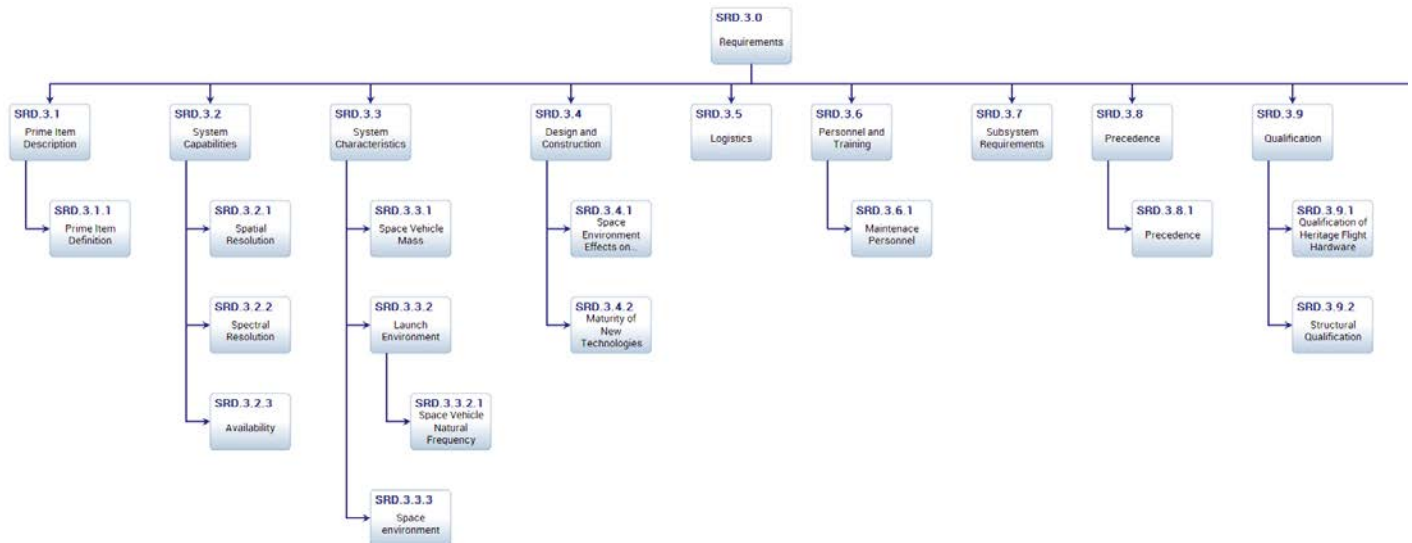 SRD.3.0
Requirements
SRD.3.1
Prime Item
Description
SRD.3.2
System
Capabilities
SRD.3.3
System
Characteristics
SRD.3.4
Design and
Construction
SRD.3.5
Logistics
SRD.3.6
Personnel and
Training
SRD.3.7
Subsystem
Requirements
SRD.3.8
Precedence
SRD.3.9
Qualification
SRD.3.1.1
Prime Item
Definition
SRD.3.2.1
Spatial
Resolution
SRD.3.3.1
Space Vehicle
Mass
SRD.3.4.1
Space
Environment
Effects on...
SRD.3.6.1
Maintenace
Personnel
SRD.3.8.1
Precedence
SRD.3.9.1
Qualification of
Heritage Flight
Hardware
SRD.3.2.2
Spectral
Resolution
SRD.3.3.2
Launch
Environment
SRD.3.4.2
Maturity of
New
Technologies
SRD.3.9.2
Structural
Qualification
SRD.3.2.3
Availability
SRD.3.3.2.1
Space Vehicle
Natural
Frequency
SRD.3.3.3
Space
environment